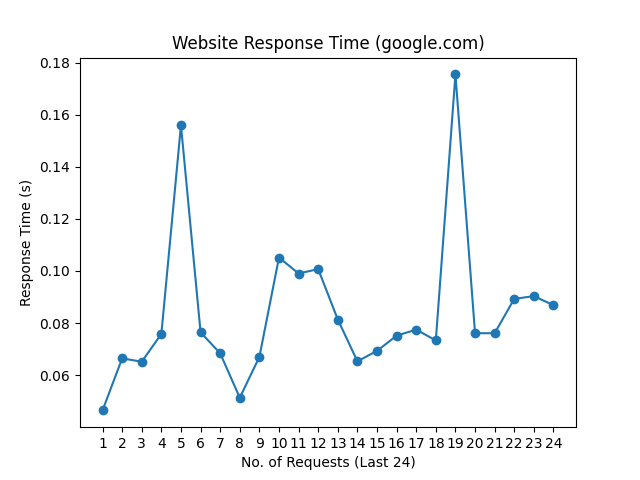 Website Response Time (google.com)
0.18
0.16
0.14
0.12
0.10
0.08
0.06
Response Time (s)
1 2 3 4 5 6 7 8 9 10 11 12 13 14 15 16 17 18 19 20 21 22 23 24
No. of Requests (Last 24)